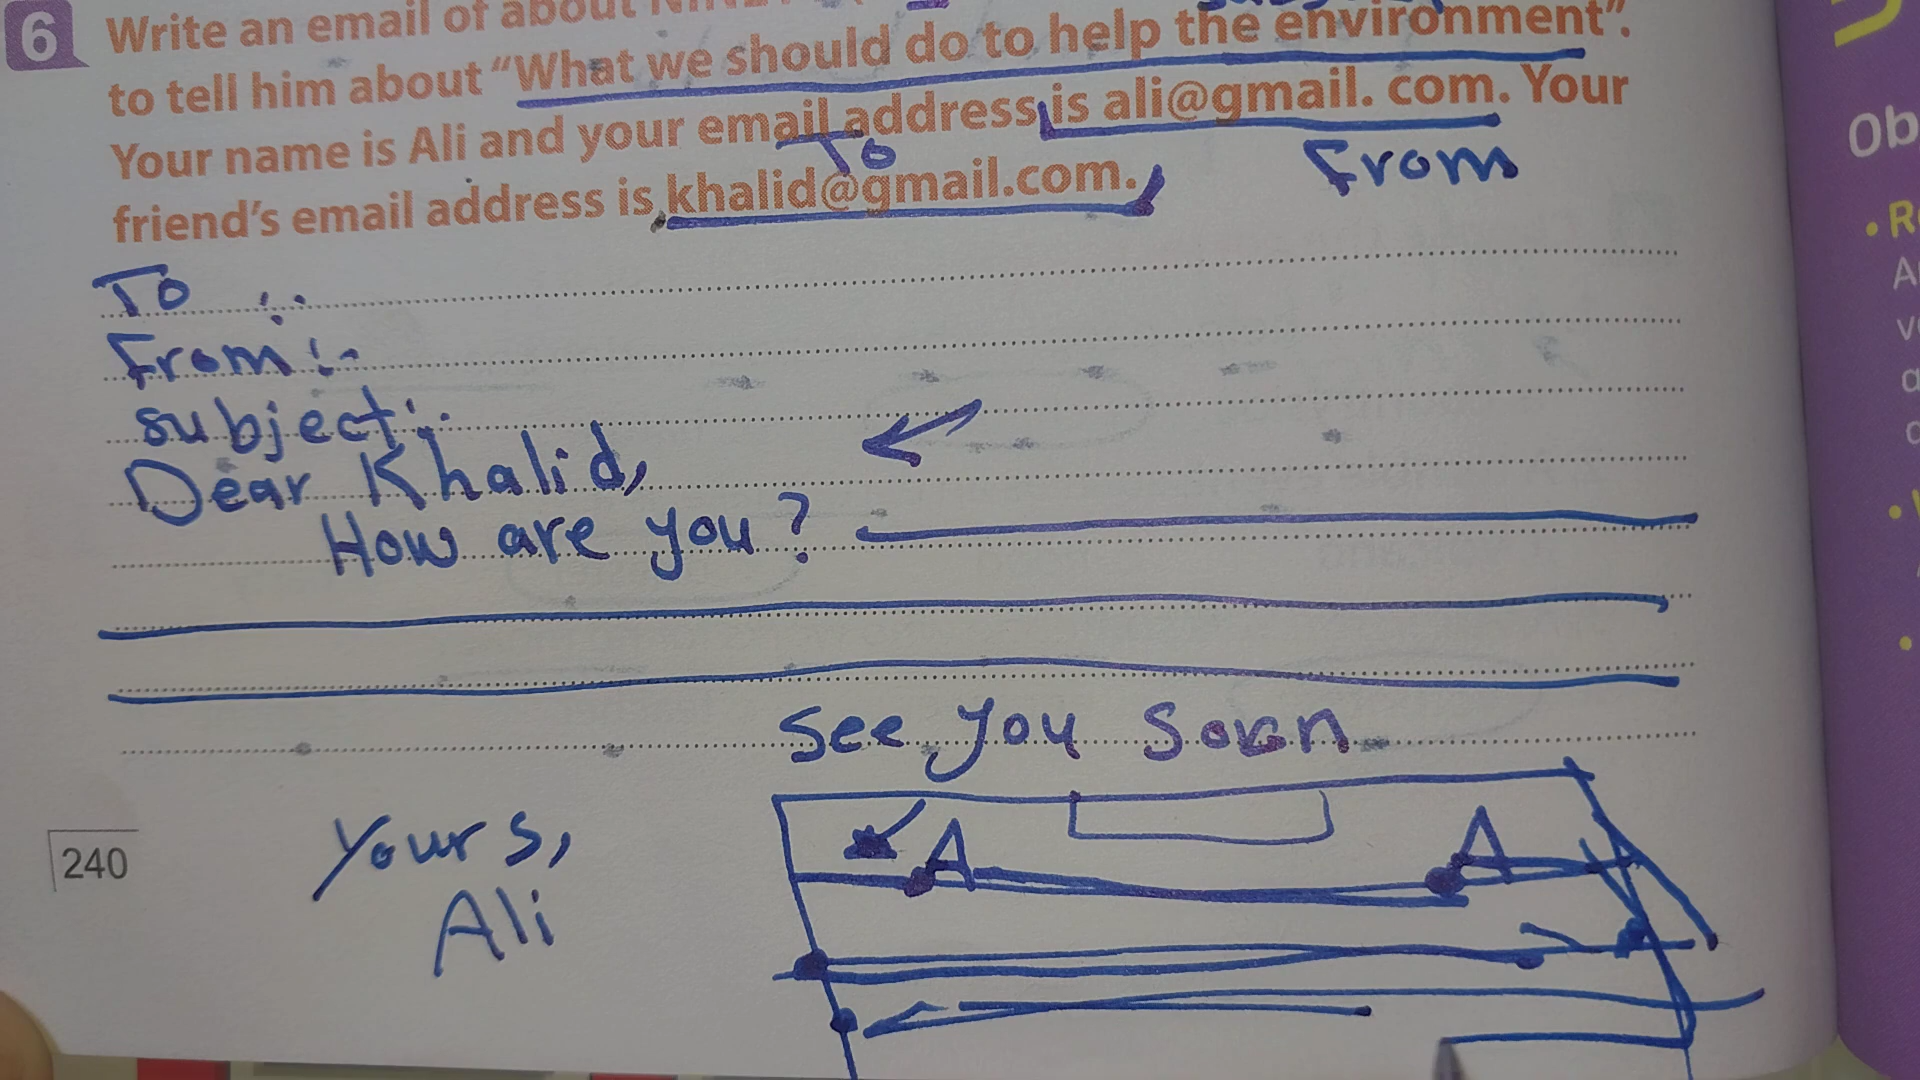 6 Write an email of about
to tell him about "What we should do to help the environment".
Your name is Ali and your email address is ali@gmail. com. Your
To From
friend's email address is khalid@gmail.com.
To :-
From :-
subject :-
Dear Khalid,
How are you ?
see you soon
Yours,
Ali
A A
240
Ob
• R
A